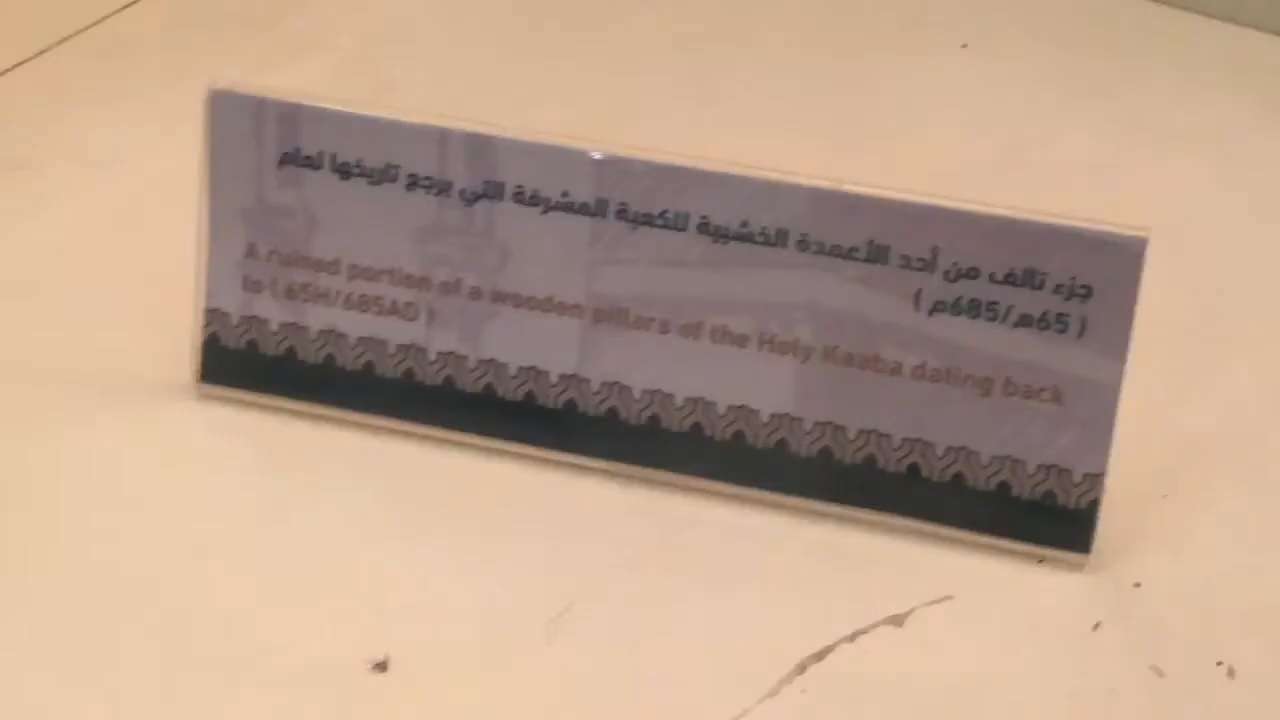 جزء تالف من أحد الأعمدة الخشبية للكعبة المشرفة التي يرجع تاريخها لعام
( 65هـ/685م )
A ruined portion of a wooden pillars of the Holy Kaaba dating back
to ( 65H/685AD )